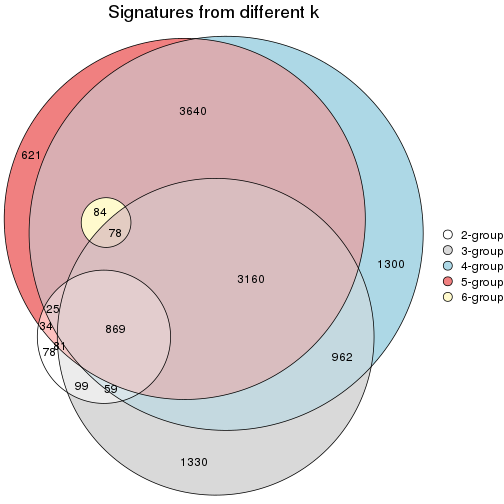 Signatures from different k
3640
621
84
78
3160
1300
25
34
869
81
78
962
99
59
1330
2-group
3-group
4-group
5-group
6-group